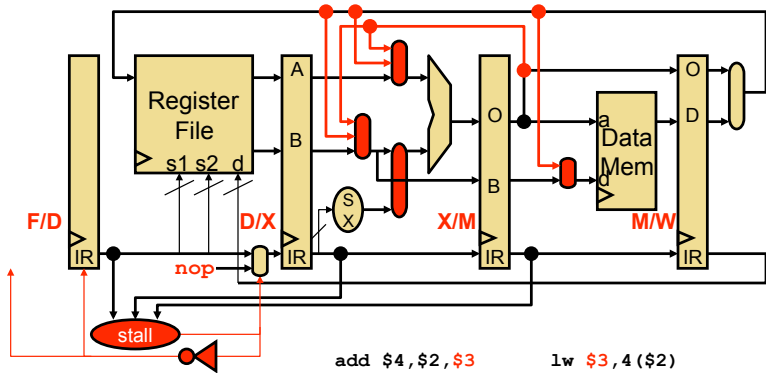 A
O
Register
File
O
a
D
B
Data
Mem
s1 s2 d
S
X
B
d
F/D
D/X
X/M
M/W
IR
IR
IR
IR
nop
stall
add $4,$2,$3
lw $3,4($2)